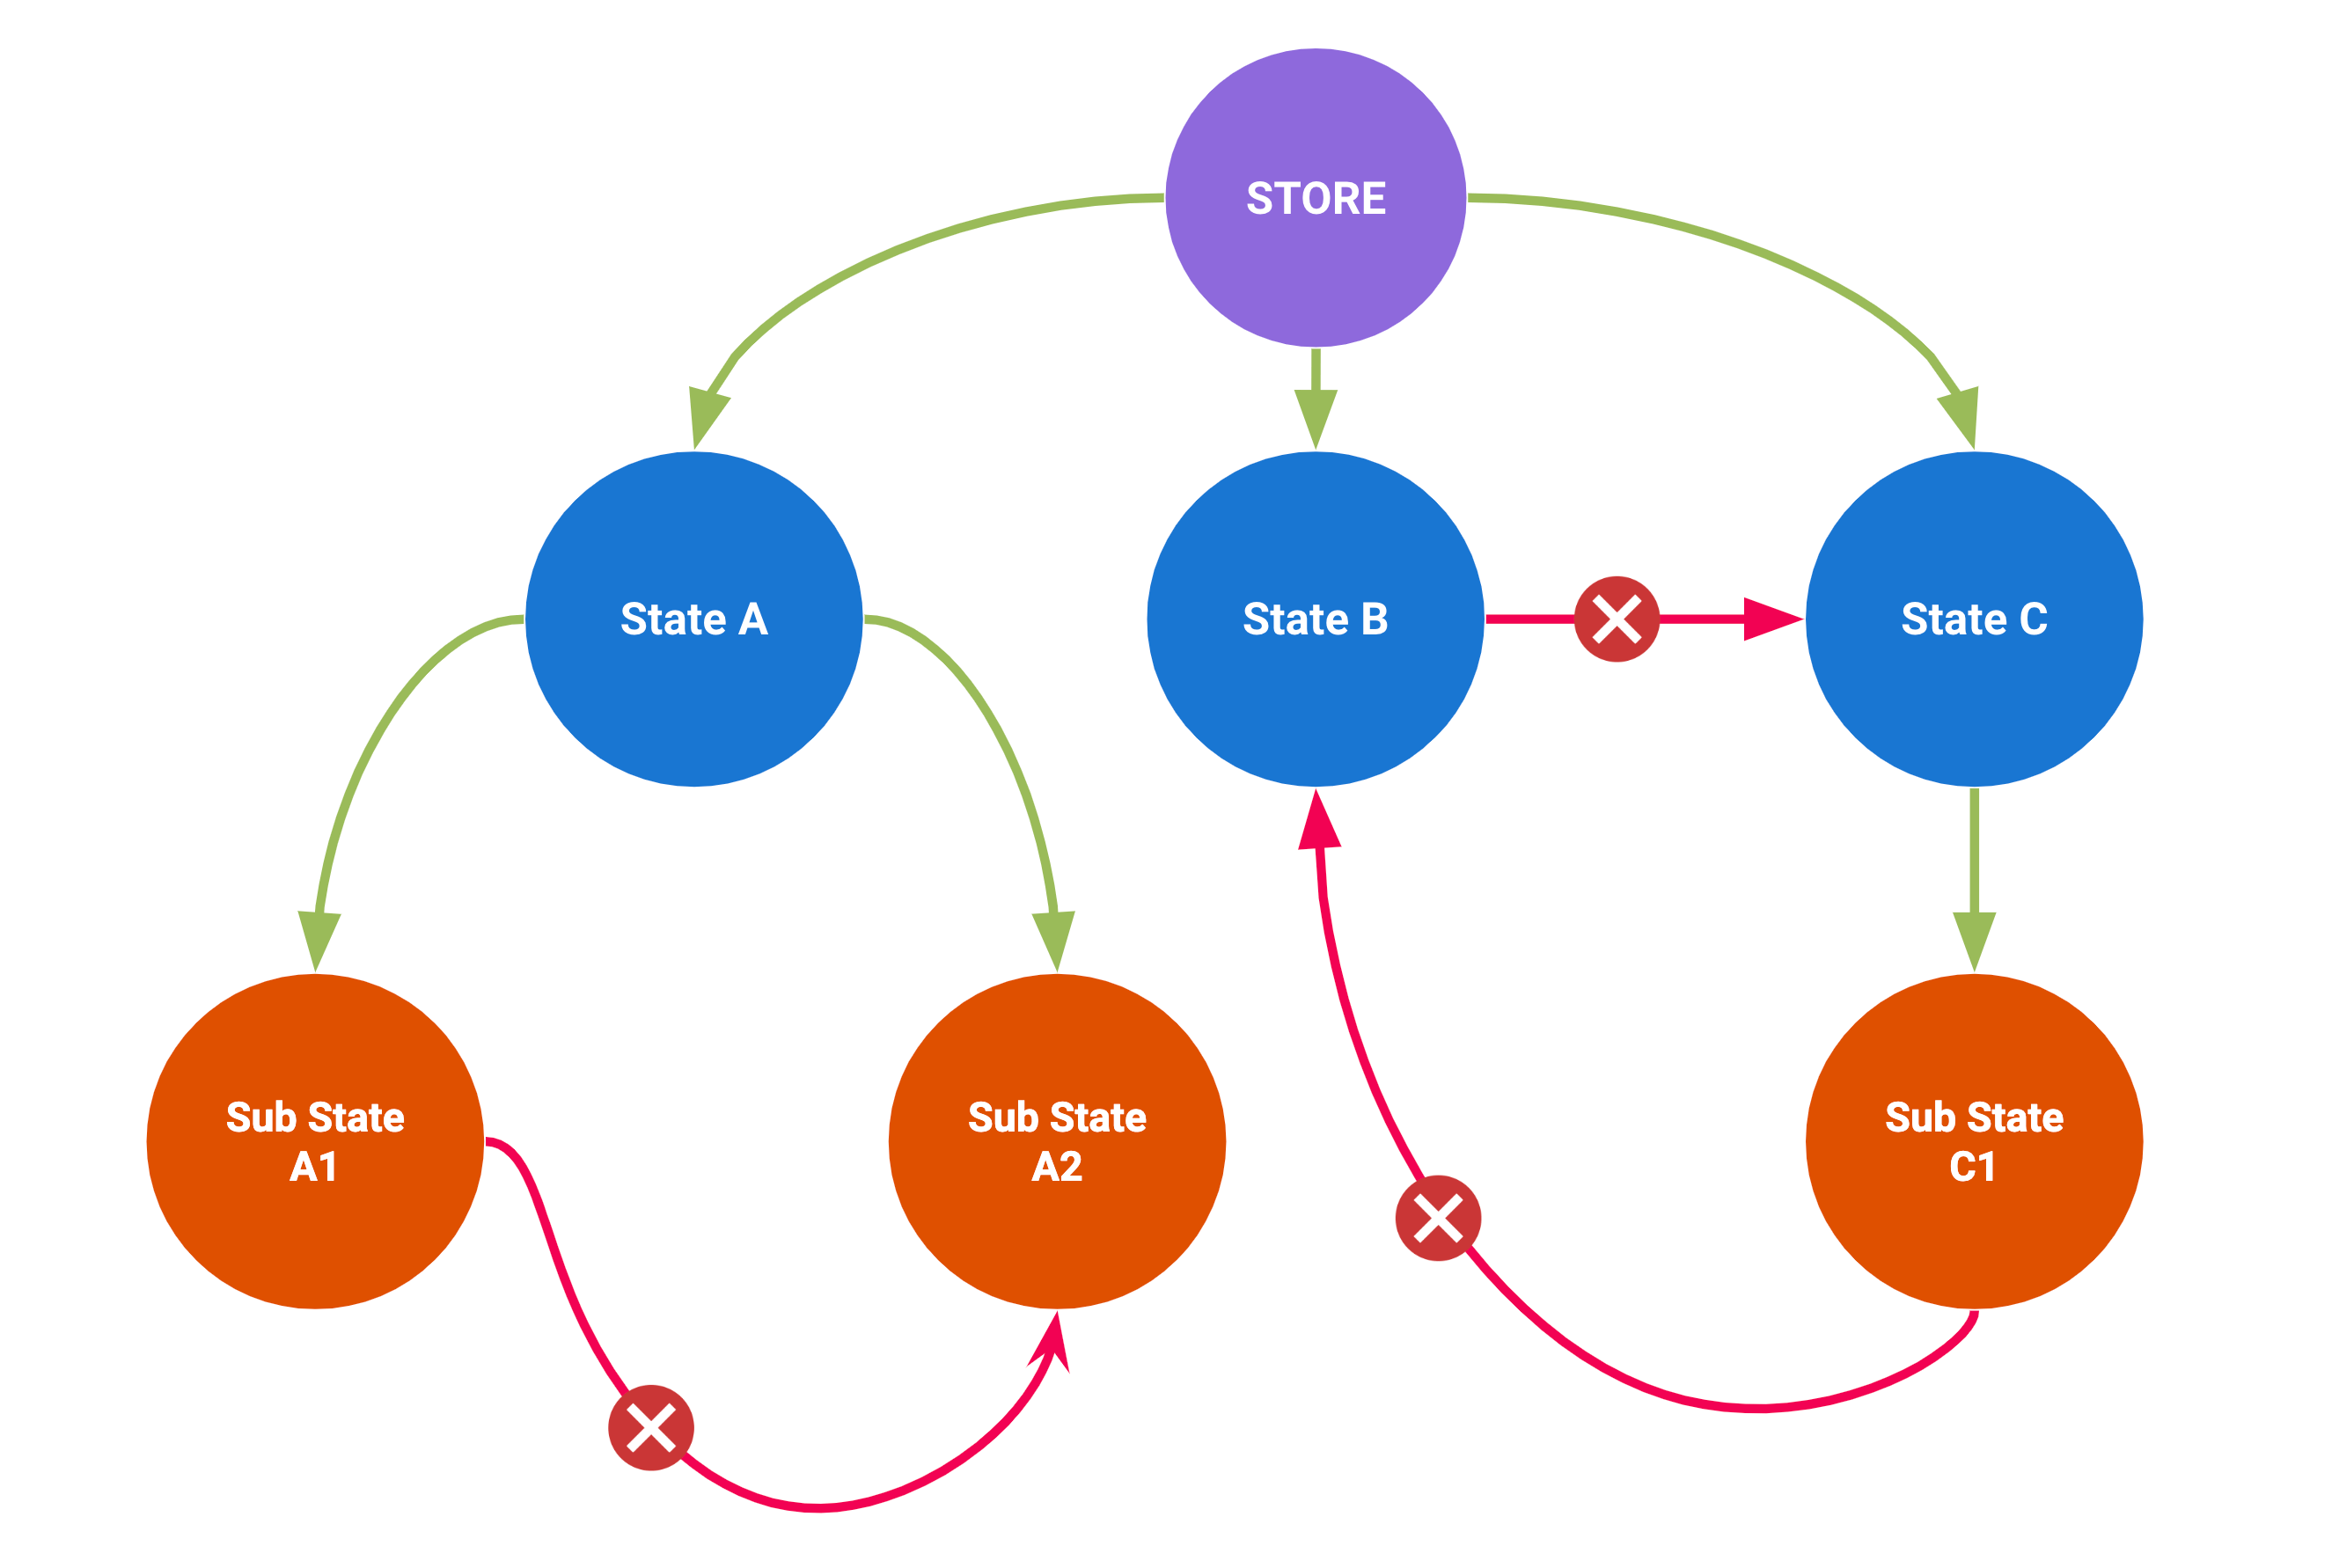 STORE
State A
State B
State C
Sub State
A1
Sub State
A2
Sub State
C1